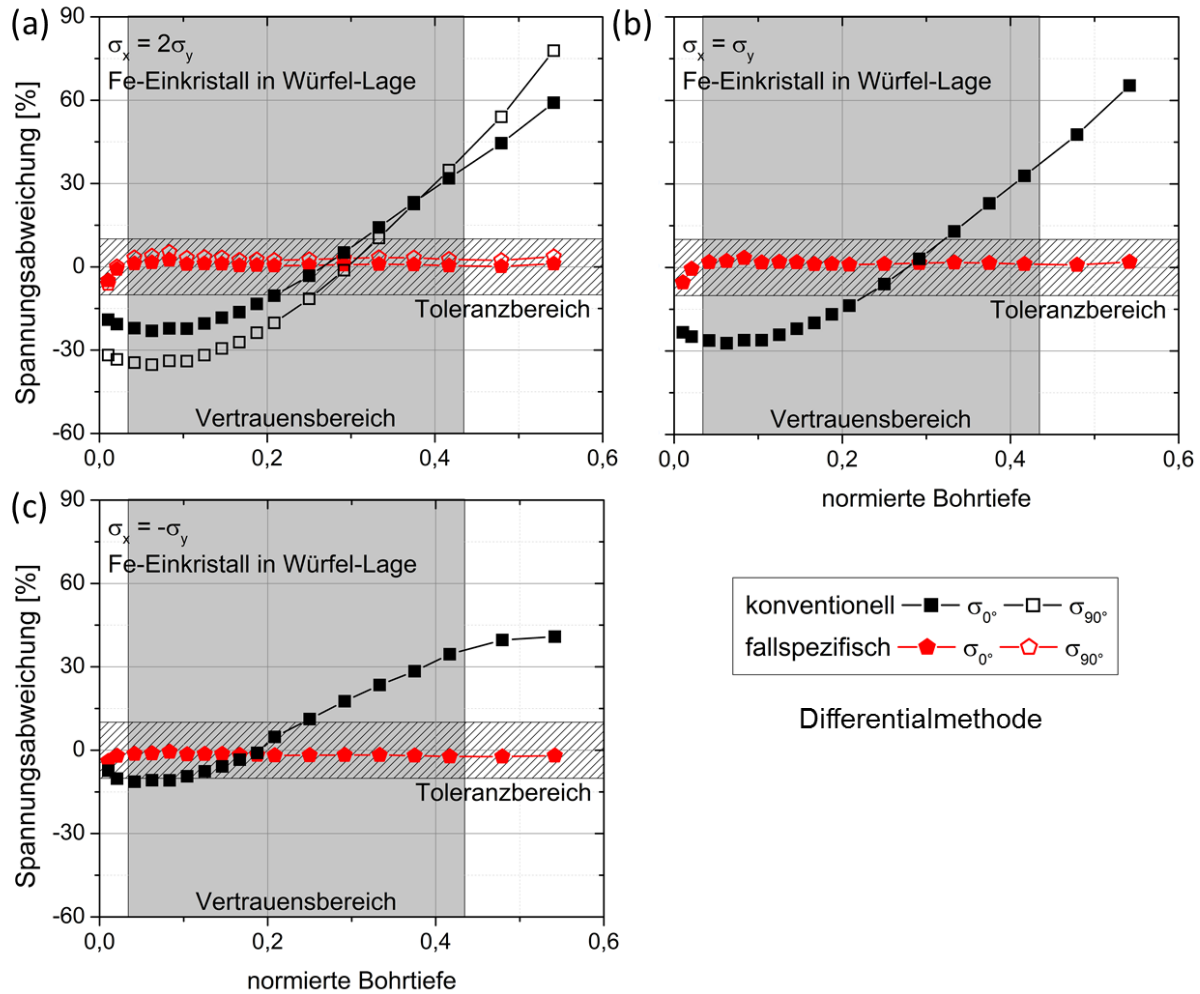 (a)
σx = 2σy
Fe-Einkristall in Würfel-Lage
Spannungsabweichung [%]
90
60
30
0
-30
-60
Toleranzbereich
Vertrauensbereich
0,0 0,2 0,4 0,6
(b)
σx = σy
Fe-Einkristall in Würfel-Lage
Toleranzbereich
Vertrauensbereich
0,0 0,2 0,4 0,6
normierte Bohrtiefe
(c)
σx = -σy
Fe-Einkristall in Würfel-Lage
Spannungsabweichung [%]
90
60
30
0
-30
-60
Toleranzbereich
Vertrauensbereich
0,0 0,2 0,4 0,6
normierte Bohrtiefe
konventionell σ0° σ90°
fallspezifisch σ0° σ90°
Differentialmethode